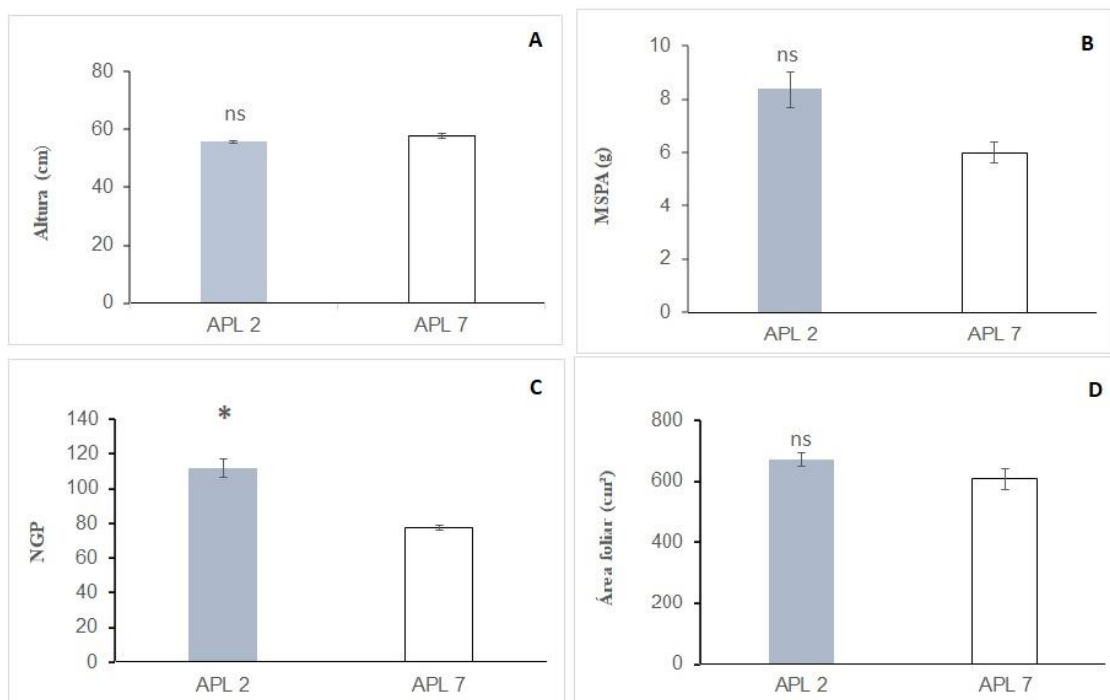 A
Altura (cm)
80
60
40
20
0
ns
APL 2
APL 7
B
MSPA (g)
10
8
6
4
2
0
ns
APL 2
APL 7
C
NGP
140
120
100
80
60
40
20
0
*
APL 2
APL 7
D
Área foliar (cm²)
800
600
400
200
0
ns
APL 2
APL 7